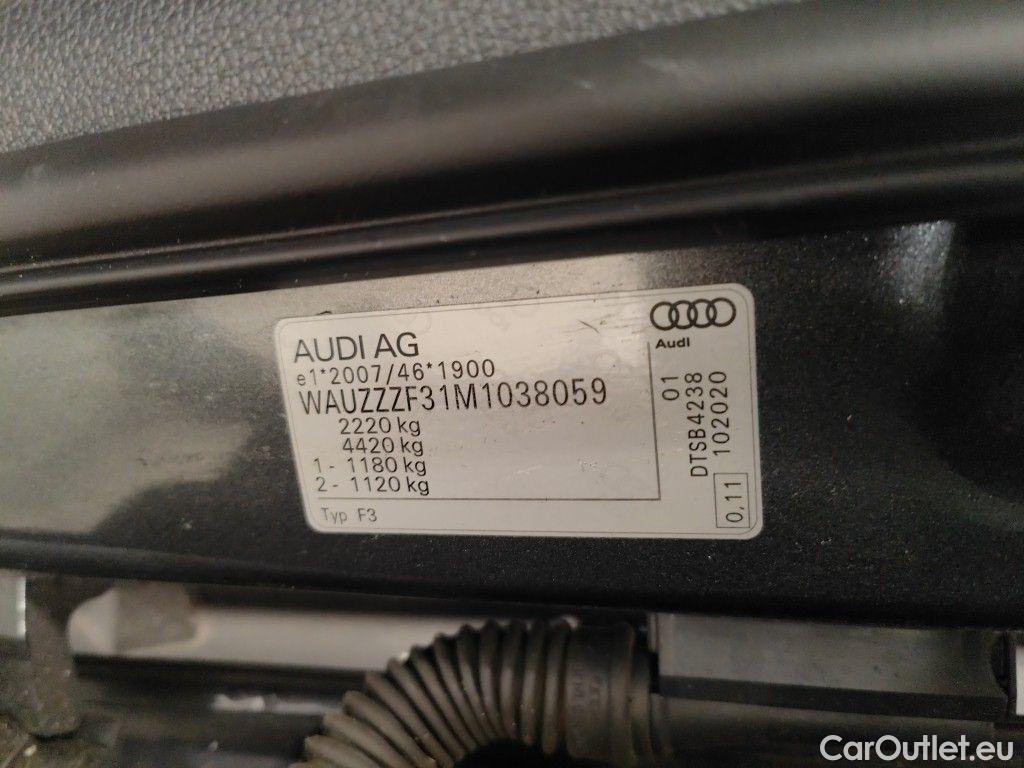 AUDI AG
e1*2007/46*1900
WAUZZZF31M1038059
2220 kg
4420 kg
1 - 1180 kg
2 - 1120 kg
Typ F3
Audi
01
DTSB4238
102020
0,11
CarOutlet.eu